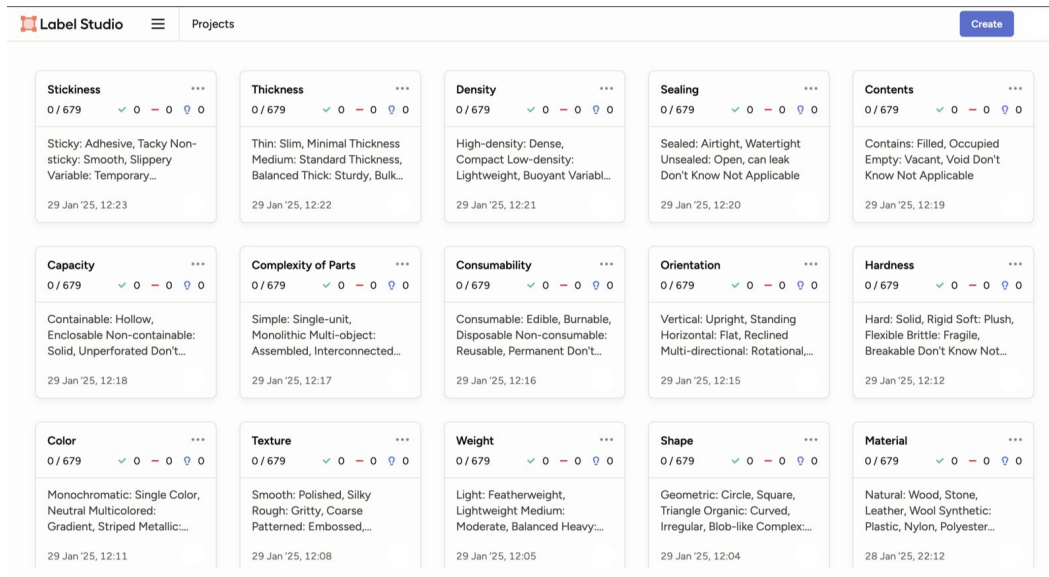 Label Studio
Projects
Create
Stickiness
0 / 679 0 0 0
Sticky: Adhesive, Tacky Non-
sticky: Smooth, Slippery
Variable: Temporary...
29 Jan '25, 12:23
Thickness
0 / 679 0 0 0
Thin: Slim, Minimal Thickness
Medium: Standard Thickness,
Balanced Thick: Sturdy, Bulk...
29 Jan '25, 12:22
Density
0 / 679 0 0 0
High-density: Dense,
Compact Low-density:
Lightweight, Buoyant Variabl...
29 Jan '25, 12:21
Sealing
0 / 679 0 0 0
Sealed: Airtight, Watertight
Unsealed: Open, can leak
Don't Know Not Applicable
29 Jan '25, 12:20
Contents
0 / 679 0 0 0
Contains: Filled, Occupied
Empty: Vacant, Void Don't
Know Not Applicable
29 Jan '25, 12:19
Capacity
0 / 679 0 0 0
Containable: Hollow,
Enclosable Non-containable:
Solid, Unperforated Don't...
29 Jan '25, 12:18
Complexity of Parts
0 / 679 0 0 0
Simple: Single-unit,
Monolithic Multi-object:
Assembled, Interconnected...
29 Jan '25, 12:17
Consumability
0 / 679 0 0 0
Consumable: Edible, Burnable,
Disposable Non-consumable:
Reusable, Permanent Don't...
29 Jan '25, 12:16
Orientation
0 / 679 0 0 0
Vertical: Upright, Standing
Horizontal: Flat, Reclined
Multi-directional: Rotational,...
29 Jan '25, 12:15
Hardness
0 / 679 0 0 0
Hard: Solid, Rigid Soft: Plush,
Flexible Brittle: Fragile,
Breakable Don't Know Not...
29 Jan '25, 12:12
Color
0 / 679 0 0 0
Monochromatic: Single Color,
Neutral Multicolored:
Gradient, Striped Metallic:...
29 Jan '25, 12:11
Texture
0 / 679 0 0 0
Smooth: Polished, Silky
Rough: Gritty, Coarse
Patterned: Embossed,...
29 Jan '25, 12:08
Weight
0 / 679 0 0 0
Light: Featherweight,
Lightweight Medium:
Moderate, Balanced Heavy:...
29 Jan '25, 12:05
Shape
0 / 679 0 0 0
Geometric: Circle, Square,
Triangle Organic: Curved,
Irregular, Blob-like Complex:...
29 Jan '25, 12:04
Material
0 / 679 0 0 0
Natural: Wood, Stone,
Leather, Wool Synthetic:
Plastic, Nylon, Polyester...
28 Jan '25, 22:12